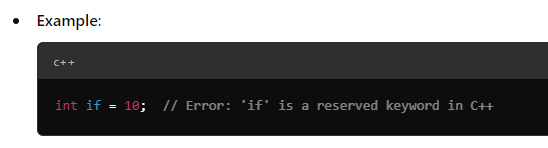 • Example:
c++
int if = 10;  // Error: 'if' is a reserved keyword in C++